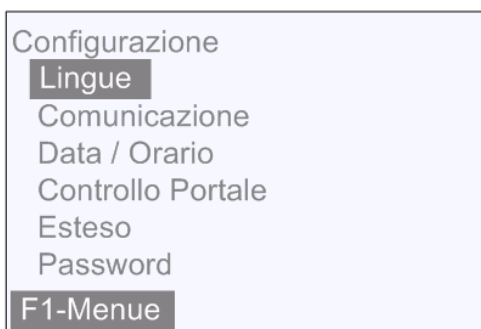 Configurazione
Lingue
Comunicazione
Data / Orario
Controllo Portale
Esteso
Password
F1-Menue